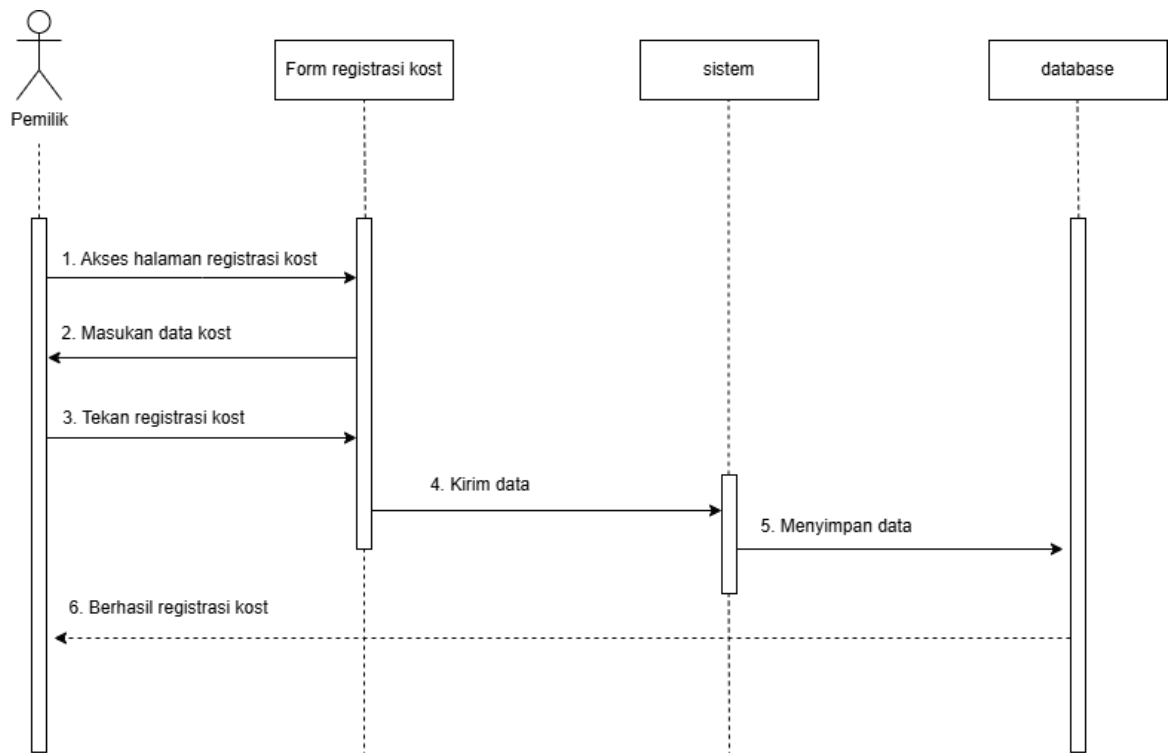 Form registrasi kost
sistem
database
Pemilik
1. Akses halaman registrasi kost
2. Masukan data kost
3. Tekan registrasi kost
4. Kirim data
5. Menyimpan data
6. Berhasil registrasi kost